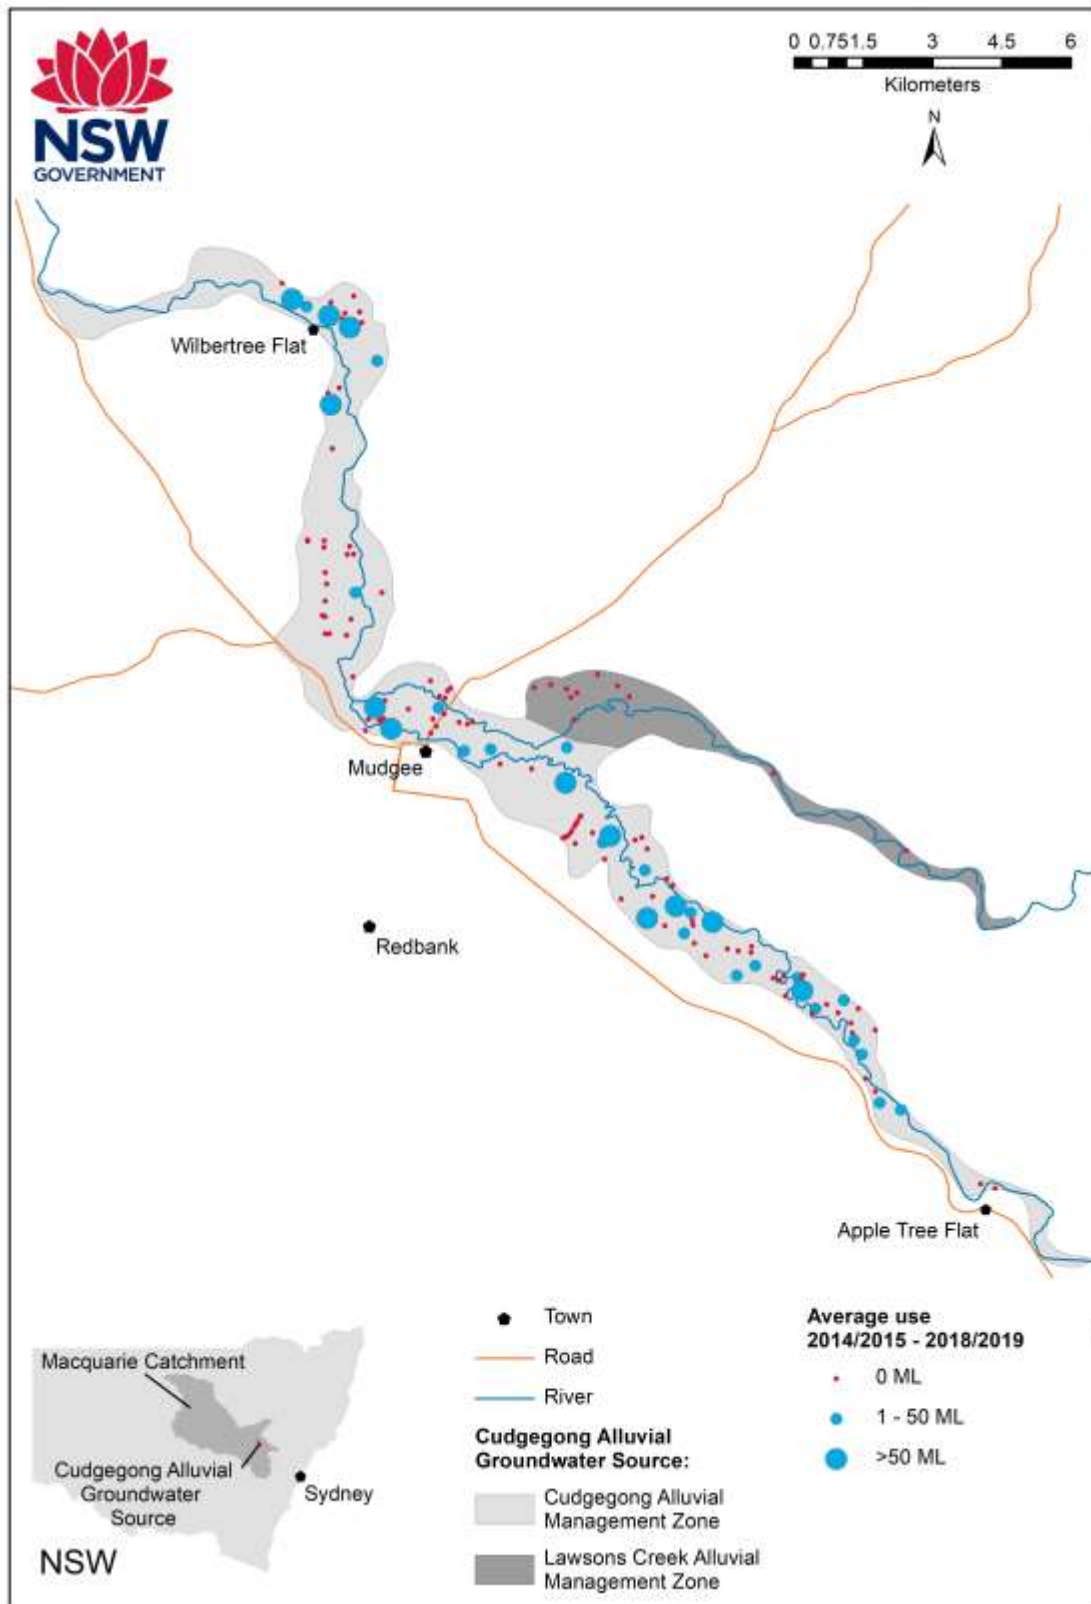 NSW
GOVERNMENT
0 0.75 1.5 3 4.5 6
Kilometers
N
Wilbertree Flat
Mudgee
Redbank
Apple Tree Flat
Macquarie Catchment
Cudgegong Alluvial
Groundwater
Source
Sydney
NSW
Town
Road
River
Cudgegong Alluvial
Groundwater Source:
Cudgegong Alluvial
Management Zone
Lawsons Creek Alluvial
Management Zone
Average use
2014/2015 - 2018/2019
0 ML
1 - 50 ML
>50 ML